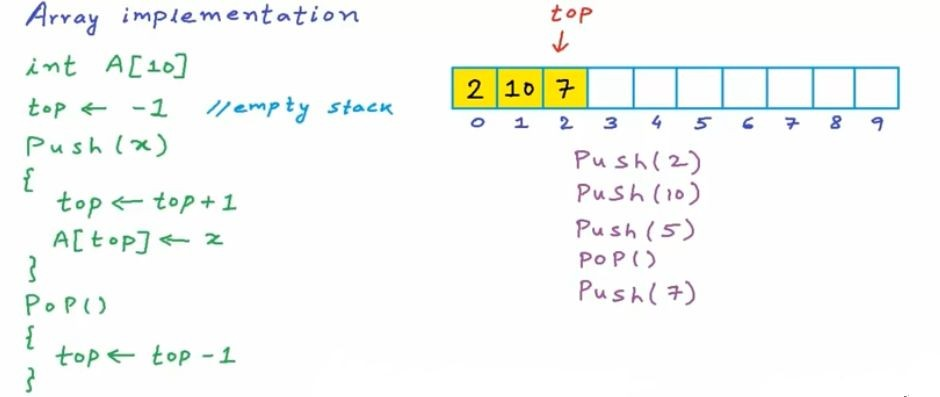 Array implementation
int A[10]
top ← -1 //empty stack
Push(x)
{
top ← top+1
A[top] ← x
}
POP()
{
top ← top -1
}
top
↓
2 10 7
0 1 2 3 4 5 6 7 8 9
Push(2)
Push(10)
Push(5)
POP()
Push(7)